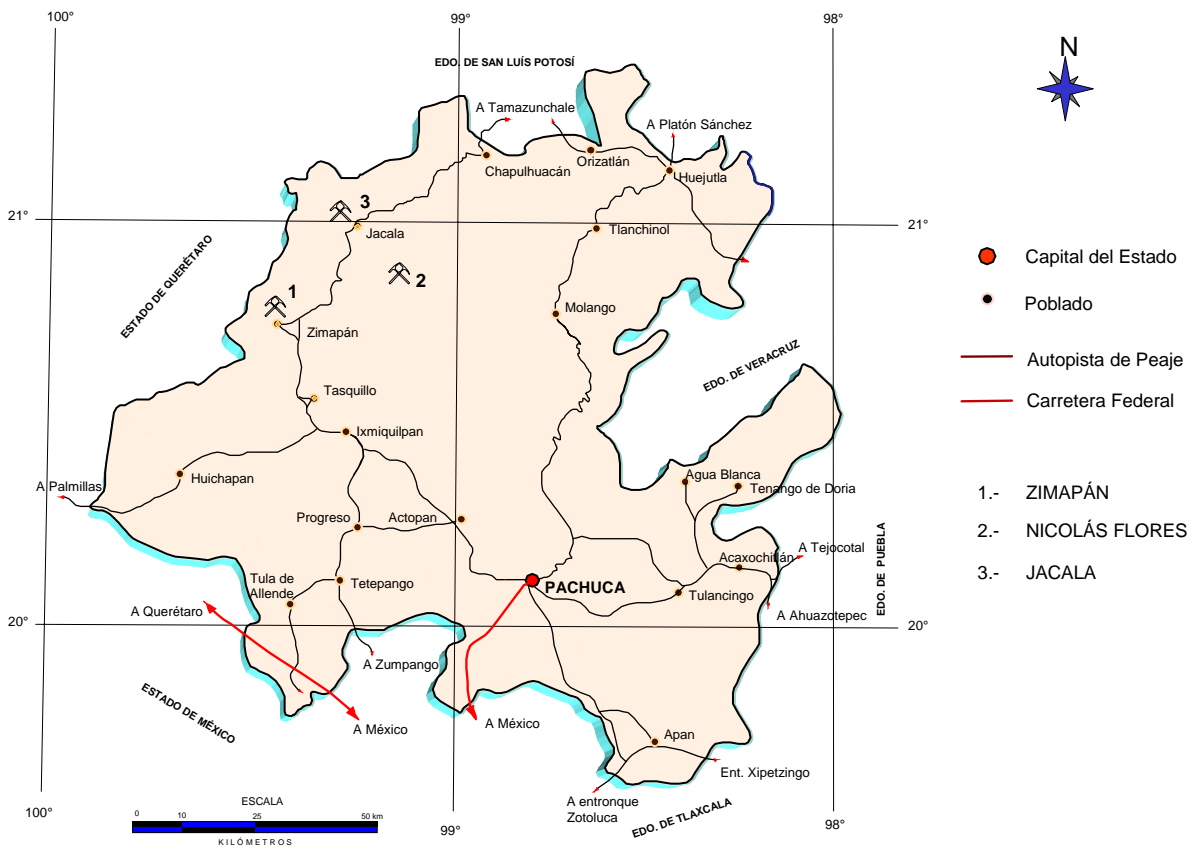 100°
99°
98°
N
EDO. DE SAN LUÍS POTOSÍ
A Tamazunchale
A Platón Sánchez
Orizatlán
Chapulhuacán
Huejutla
3
21°
21°
Jacala
Tlanchinol
ESTADO DE QUERÉTARO
2
1
Molango
Zimapán
EDO. DE VERACRUZ
Tasquillo
Ixmiquilpan
Huichapan
A Palmillas
Agua Blanca
Tenango de Doria
Progreso
Actopan
A Tejocotal
Acaxochitlán
EDO. DE PUEBLA
Tula de
Allende
Tetepango
PACHUCA
Tulancingo
A Querétaro
A Ahuazotepec
20°
20°
A Zumpango
ESTADO DE MÉXICO
A México
A México
Apan
Ent. Xipetzingo
A entronque
Zotoluca
EDO. DE TLAXCALA
100°
99°
98°
ESCALA
0 10 25 50 km
KILÓMETROS
Capital del Estado
Poblado
Autopista de Peaje
Carretera Federal
1.- ZIMAPÁN
2.- NICOLÁS FLORES
3.- JACALA